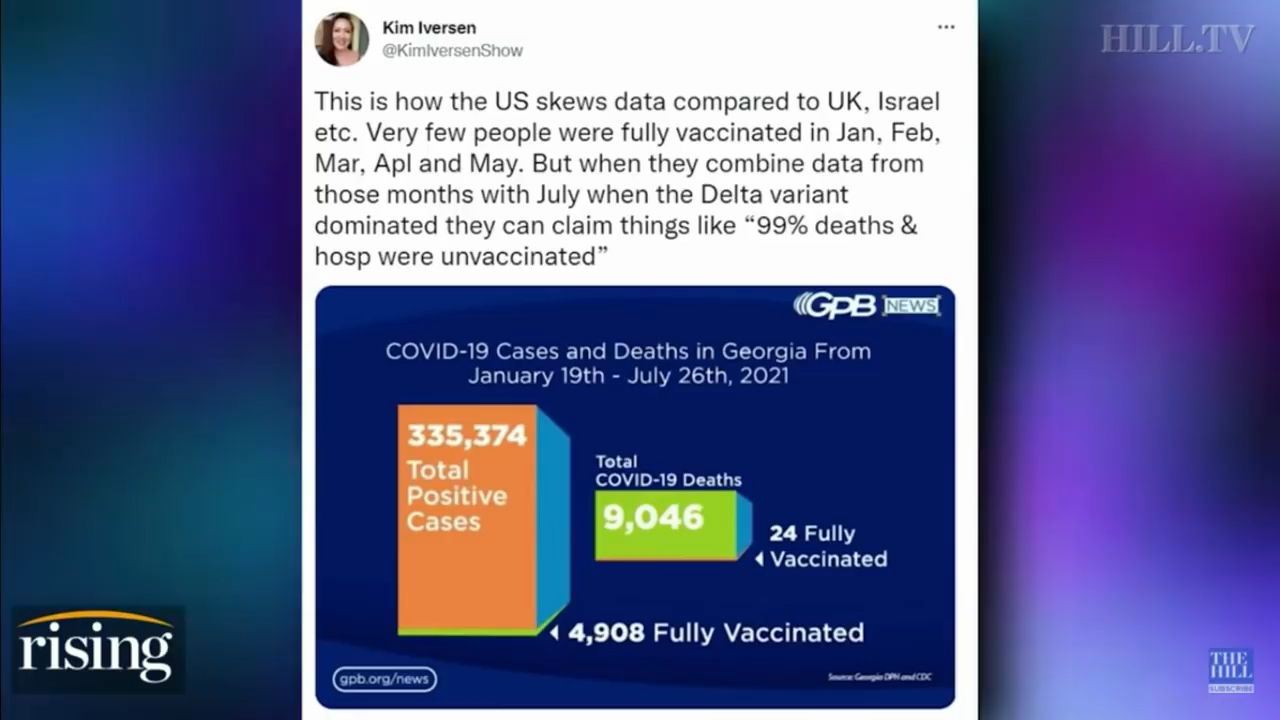 Kim Iversen
@KimIversenShow
HILL.TV
This is how the US skews data compared to UK, Israel
etc. Very few people were fully vaccinated in Jan, Feb,
Mar, Apl and May. But when they combine data from
those months with July when the Delta variant
dominated they can claim things like “99% deaths &
hosp were unvaccinated”
GPB NEWS
COVID-19 Cases and Deaths in Georgia From
January 19th - July 26th, 2021
335,374
Total
Positive
Cases
Total
COVID-19 Deaths
9,046
24 Fully
Vaccinated
4,908 Fully Vaccinated
gpb.org/news
Source: Georgia DPH and CDC
rising
THE
HILL
SUBSCRIBE